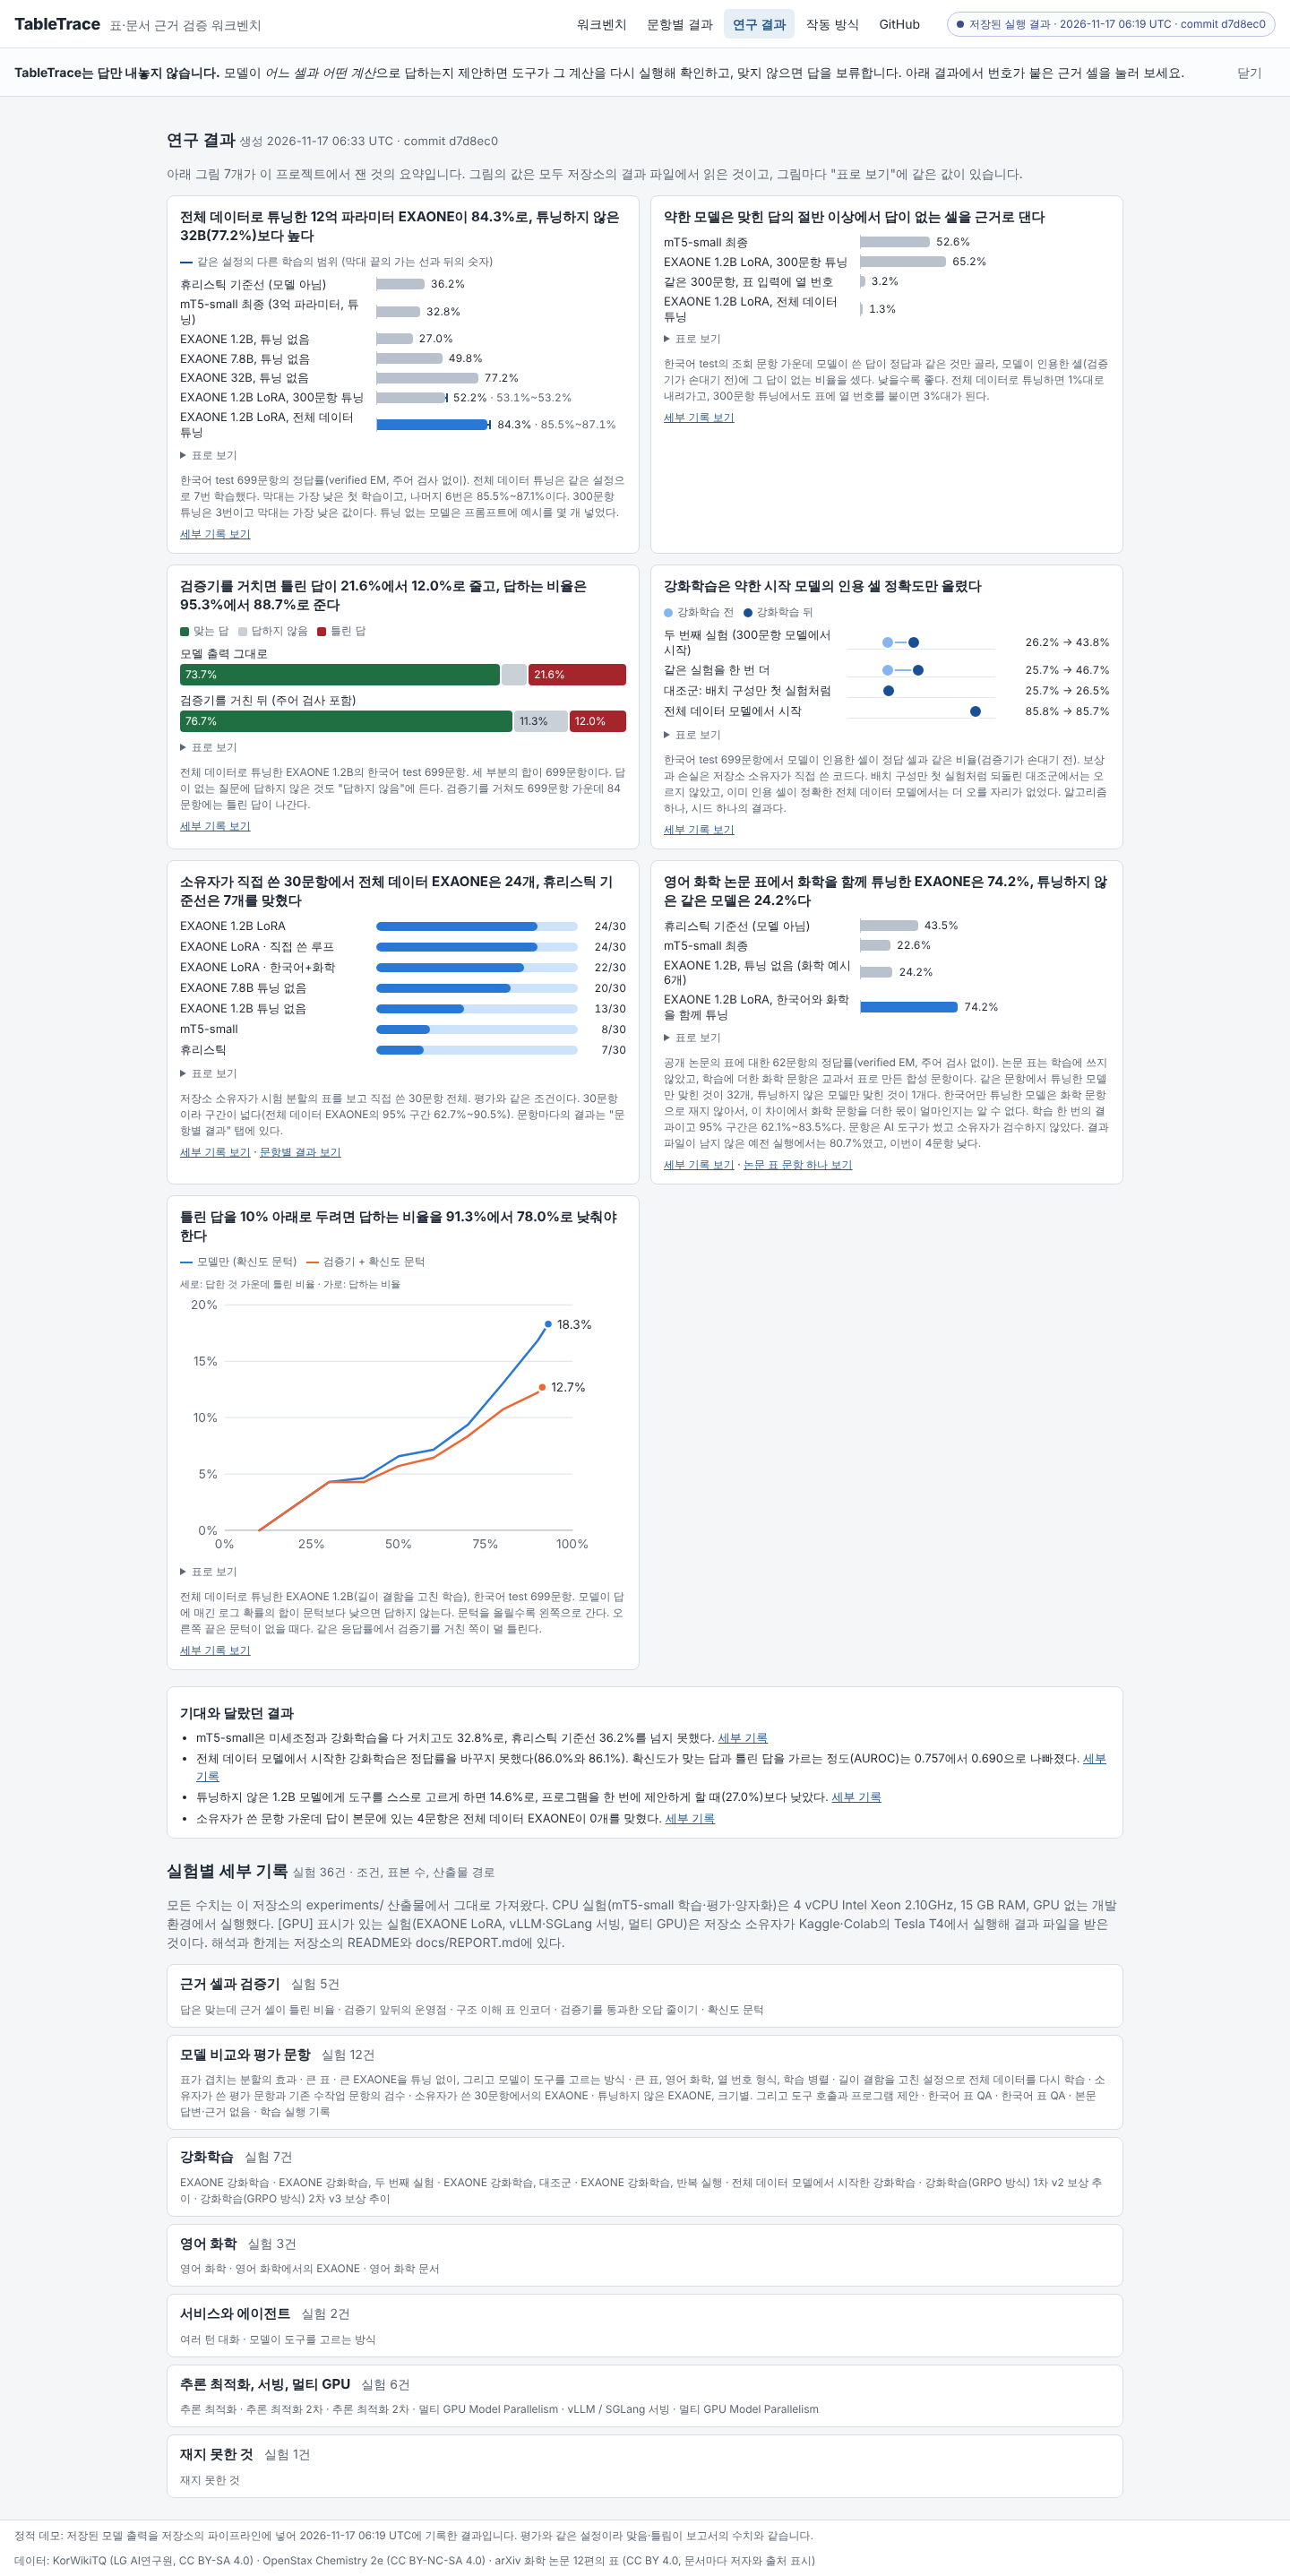 TableTrace 표·문서 근거 검증 워크벤치
워크벤치 문항별 결과 연구 결과 작동 방식 GitHub
저장된 실행 결과 · 2026-11-17 06:19 UTC · commit d7d8ec0
TableTrace는 답만 내놓지 않습니다. 모델이 어느 셀과 어떤 계산으로 답하는지 제안하면 도구가 그 계산을 다시 실행해 확인하고, 맞지 않으면 답을 보류합니다. 아래 결과에서 번호가 붙은 근거 셀을 눌러 보세요.
닫기
연구 결과 생성 2026-11-17 06:33 UTC · commit d7d8ec0
아래 그림 7개가 이 프로젝트에서 잰 것의 요약입니다. 그림의 값은 모두 저장소의 결과 파일에서 읽은 것이고, 그림마다 "표로 보기"에 같은 값이 있습니다.
전체 데이터로 튜닝한 12억 파라미터 EXAONE이 84.3%로, 튜닝하지 않은
32B(77.2%)보다 높다
같은 설정의 다른 학습의 범위 (막대 끝의 가는 선과 뒤의 숫자)
휴리스틱 기준선 (모델 아님) 36.2%
mT5-small 최종 (3억 파라미터, 튜
닝) 32.8%
EXAONE 1.2B, 튜닝 없음 27.0%
EXAONE 7.8B, 튜닝 없음 49.8%
EXAONE 32B, 튜닝 없음 77.2%
EXAONE 1.2B LoRA, 300문항 튜닝 52.2% · 53.1%~53.2%
EXAONE 1.2B LoRA, 전체 데이터
튜닝 84.3% · 85.5%~87.1%
▶ 표로 보기
한국어 test 699문항의 정답률(verified EM, 주어 검사 없이). 전체 데이터 튜닝은 같은 설정으
로 7번 학습했다. 막대는 가장 낮은 첫 학습이고, 나머지 6번은 85.5%~87.1%이다. 300문항
튜닝은 3번이고 막대는 가장 낮은 값이다. 튜닝 없는 모델은 프롬프트에 예시를 몇 개 넣었다.
세부 기록 보기
약한 모델은 맞힌 답의 절반 이상에서 답이 없는 셀을 근거로 댄다
mT5-small 최종 52.6%
EXAONE 1.2B LoRA, 300문항 튜닝 65.2%
같은 300문항, 표 입력에 열 번호 3.2%
EXAONE 1.2B LoRA, 전체 데이터
튜닝 1.3%
▶ 표로 보기
한국어 test의 조회 문항 가운데 모델이 쓴 답이 정답과 같은 것만 골라, 모델이 인용한 셀(검증
기가 손대기 전)에 그 답이 없는 비율을 셌다. 낮을수록 좋다. 전체 데이터로 튜닝하면 1%대로
내려가고, 300문항 튜닝에서도 표에 열 번호를 붙이면 3%대가 된다.
세부 기록 보기
검증기를 거치면 틀린 답이 21.6%에서 12.0%로 줄고, 답하는 비율은
95.3%에서 88.7%로 준다
맞는 답 답하지 않음 틀린 답
모델 출력 그대로
73.7% 21.6%
검증기를 거친 뒤 (주어 검사 포함)
76.7% 11.3% 12.0%
▶ 표로 보기
전체 데이터로 튜닝한 EXAONE 1.2B의 한국어 test 699문항. 세 부분의 합이 699문항이다. 답
이 없는 질문에 답하지 않은 것도 "답하지 않음"에 든다. 검증기를 거쳐도 699문항 가운데 84
문항에는 틀린 답이 나간다.
세부 기록 보기
강화학습은 약한 시작 모델의 인용 셀 정확도만 올렸다
강화학습 전 강화학습 뒤
두 번째 실험 (300문항 모델에서
시작) 26.2% → 43.8%
같은 실험을 한 번 더 25.7% → 46.7%
대조군: 배치 구성만 첫 실험처럼 25.7% → 26.5%
전체 데이터 모델에서 시작 85.8% → 85.7%
▶ 표로 보기
한국어 test 699문항에서 모델이 인용한 셀이 정답 셀과 같은 비율(검증기가 손대기 전). 보상
과 손실은 저장소 소유자가 직접 쓴 코드다. 배치 구성만 첫 실험처럼 되돌린 대조군에서는 오
르지 않았고, 이미 인용 셀이 정확한 전체 데이터 모델에서는 더 오를 자리가 없었다. 알고리즘
하나, 시드 하나의 결과다.
세부 기록 보기
소유자가 직접 쓴 30문항에서 전체 데이터 EXAONE은 24개, 휴리스틱 기
준선은 7개를 맞혔다
EXAONE 1.2B LoRA 24/30
EXAONE LoRA · 직접 쓴 루프 24/30
EXAONE LoRA · 한국어+화학 22/30
EXAONE 7.8B 튜닝 없음 20/30
EXAONE 1.2B 튜닝 없음 13/30
mT5-small 8/30
휴리스틱 7/30
▶ 표로 보기
저장소 소유자가 시험 분할의 표를 보고 직접 쓴 30문항 전체. 평가와 같은 조건이다. 30문항
이라 구간이 넓다(전체 데이터 EXAONE의 95% 구간 62.7%~90.5%). 문항마다의 결과는 "문
항별 결과" 탭에 있다.
세부 기록 보기 · 문항별 결과 보기
영어 화학 논문 표에서 화학을 함께 튜닝한 EXAONE은 74.2%, 튜닝하지 않
은 같은 모델은 24.2%다
휴리스틱 기준선 (모델 아님) 43.5%
mT5-small 최종 22.6%
EXAONE 1.2B, 튜닝 없음 (화학 예시
6개) 24.2%
EXAONE 1.2B LoRA, 한국어와 화학
을 함께 튜닝 74.2%
▶ 표로 보기
공개 논문의 표에 대한 62문항의 정답률(verified EM, 주어 검사 없이). 논문 표는 학습에 쓰지
않았고, 학습에 더한 화학 문항은 교과서 표로 만든 합성 문항이다. 같은 문항에서 튜닝한 모델
만 맞힌 것이 32개, 튜닝하지 않은 모델만 맞힌 것이 1개다. 한국어만 튜닝한 모델은 화학 문항
으로 재지 않아서, 이 차이에서 화학 문항을 더한 몫이 얼마인지는 알 수 없다. 학습 한 번의 결
과이고 95% 구간은 62.1%~83.5%다. 문항은 AI 도구가 썼고 소유자가 검수하지 않았다. 결과
파일이 남지 않은 예전 실행에서는 80.7%였고, 이번이 4문항 낮다.
세부 기록 보기 · 논문 표 문항 하나 보기
틀린 답을 10% 아래로 두려면 답하는 비율을 91.3%에서 78.0%로 낮춰야
한다
모델만 (확신도 문턱) 검증기 + 확신도 문턱
세로: 답한 것 가운데 틀린 비율 · 가로: 답하는 비율
20%
18.3%
15%
12.7%
10%
5%
0%
0% 25% 50% 75% 100%
▶ 표로 보기
전체 데이터로 튜닝한 EXAONE 1.2B(길이 결함을 고친 학습), 한국어 test 699문항. 모델이 답
에 매긴 로그 확률의 합이 문턱보다 낮으면 답하지 않는다. 문턱을 올릴수록 왼쪽으로 간다. 오
른쪽 끝은 문턱이 없을 때다. 같은 응답률에서 검증기를 거친 쪽이 덜 틀린다.
세부 기록 보기
기대와 달랐던 결과
• mT5-small은 미세조정과 강화학습을 다 거치고도 32.8%로, 휴리스틱 기준선 36.2%를 넘지 못했다. 세부 기록
• 전체 데이터 모델에서 시작한 강화학습은 정답률을 바꾸지 못했다(86.0%와 86.1%). 확신도가 맞는 답과 틀린 답을 가르는 정도(AUROC)는 0.757에서 0.690으로 나빠졌다. 세부
기록
• 튜닝하지 않은 1.2B 모델에게 도구를 스스로 고르게 하면 14.6%로, 프로그램을 한 번에 제안하게 할 때(27.0%)보다 낮았다. 세부 기록
• 소유자가 쓴 문항 가운데 답이 본문에 있는 4문항은 전체 데이터 EXAONE이 0개를 맞혔다. 세부 기록
실험별 세부 기록 실험 36건 · 조건, 표본 수, 산출물 경로
모든 수치는 이 저장소의 experiments/ 산출물에서 그대로 가져왔다. CPU 실험(mT5-small 학습·평가·양자화)은 4 vCPU Intel Xeon 2.10GHz, 15 GB RAM, GPU 없는 개발
환경에서 실행했다. [GPU] 표시가 있는 실험(EXAONE LoRA, vLLM·SGLang 서빙, 멀티 GPU)은 저장소 소유자가 Kaggle·Colab의 Tesla T4에서 실행해 결과 파일을 받은
것이다. 해석과 한계는 저장소의 README와 docs/REPORT.md에 있다.
근거 셀과 검증기 실험 5건
답은 맞는데 근거 셀이 틀린 비율 · 검증기 앞뒤의 운영점 · 구조 이해 표 인코더 · 검증기를 통과한 오답 줄이기 · 확신도 문턱
모델 비교와 평가 문항 실험 12건
표가 겹치는 분할의 효과 · 큰 표 · 큰 EXAONE을 튜닝 없이, 그리고 모델이 도구를 고르는 방식 · 큰 표, 영어 화학, 열 번호 형식, 학습 병렬 · 길이 결함을 고친 설정으로 전체 데이터를 다시 학습 · 소
유자가 쓴 평가 문항과 기존 수작업 문항의 검수 · 소유자가 쓴 30문항에서의 EXAONE · 튜닝하지 않은 EXAONE, 크기별. 그리고 도구 호출과 프로그램 제안 · 한국어 표 QA · 한국어 표 QA · 본문
답변·근거 없음 · 학습 실행 기록
강화학습 실험 7건
EXAONE 강화학습 · EXAONE 강화학습, 두 번째 실험 · EXAONE 강화학습, 대조군 · EXAONE 강화학습, 반복 실행 · 전체 데이터 모델에서 시작한 강화학습 · 강화학습(GRPO 방식) 1차 v2 보상 추
이 · 강화학습(GRPO 방식) 2차 v3 보상 추이
영어 화학 실험 3건
영어 화학 · 영어 화학에서의 EXAONE · 영어 화학 문서
서비스와 에이전트 실험 2건
여러 턴 대화 · 모델이 도구를 고르는 방식
추론 최적화, 서빙, 멀티 GPU 실험 6건
추론 최적화 · 추론 최적화 2차 · 추론 최적화 2차 · 멀티 GPU Model Parallelism · vLLM / SGLang 서빙 · 멀티 GPU Model Parallelism
재지 못한 것 실험 1건
재지 못한 것
정적 데모: 저장된 모델 출력을 저장소의 파이프라인에 넣어 2026-11-17 06:19 UTC에 기록한 결과입니다. 평가와 같은 설정이라 맞음·틀림이 보고서의 수치와 같습니다.
데이터: KorWikiTQ (LG AI연구원, CC BY-SA 4.0) · OpenStax Chemistry 2e (CC BY-NC-SA 4.0) · arXiv 화학 논문 12편의 표 (CC BY 4.0, 문서마다 저자와 출처 표시)